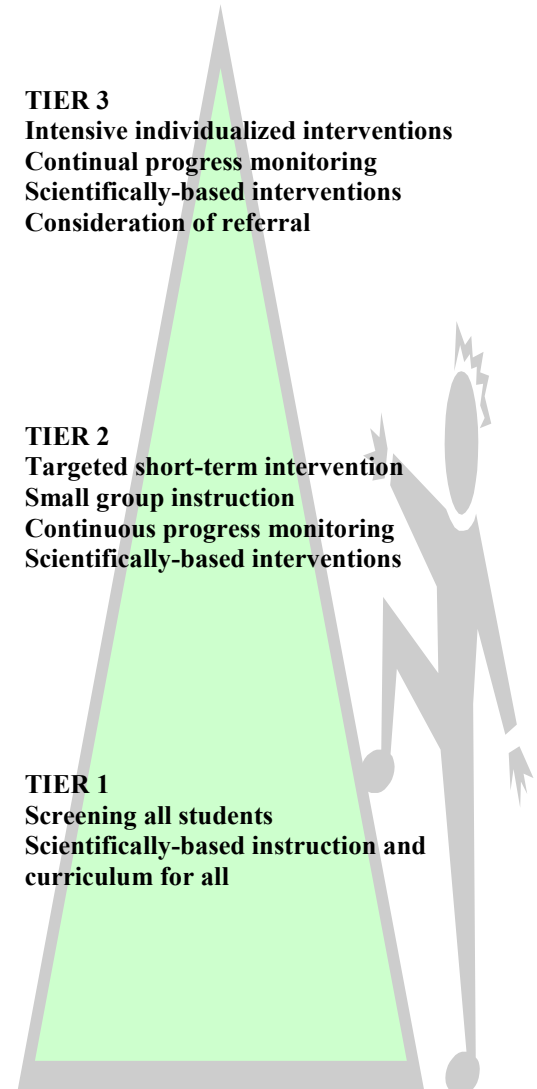 TIER 3
Intensive individualized interventions
Continual progress monitoring
Scientifically-based interventions
Consideration of referral
TIER 2
Targeted short-term intervention
Small group instruction
Continuous progress monitoring
Scientifically-based interventions
TIER 1
Screening all students
Scientifically-based instruction and
curriculum for all